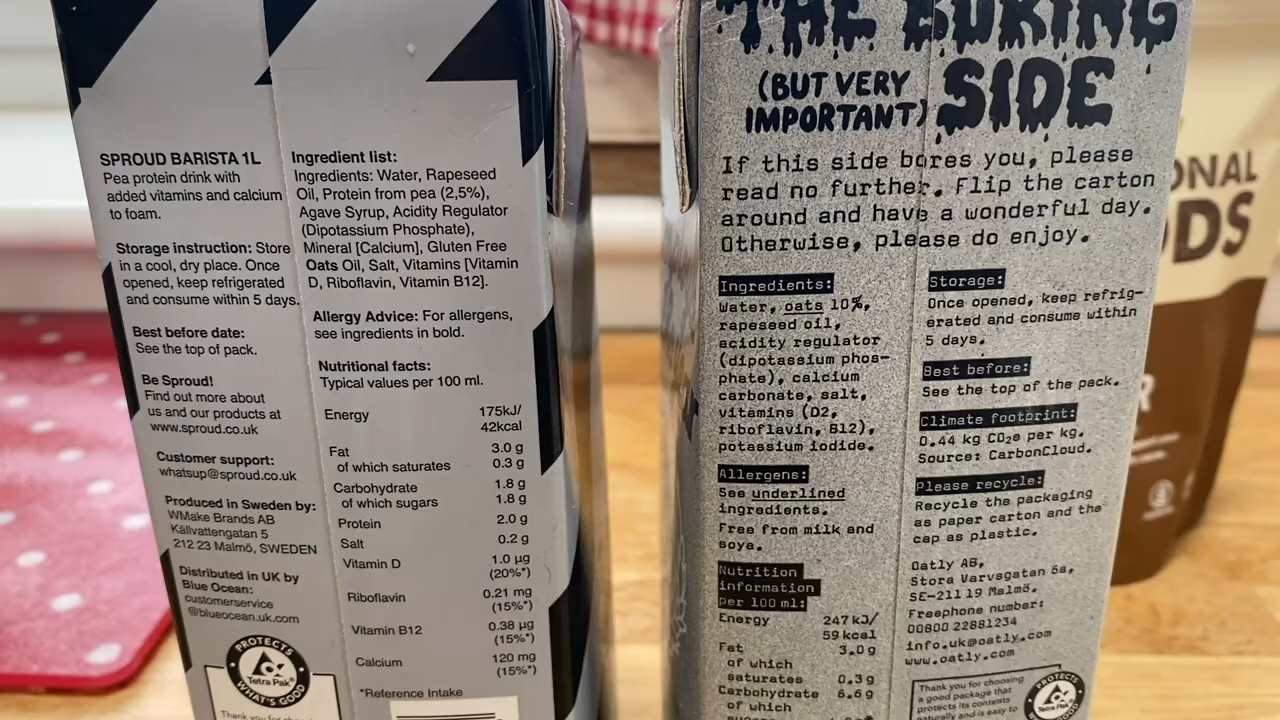 SPROUD BARISTA 1L
Pea protein drink with
added vitamins and calcium
to foam.
Storage instruction: Store
in a cool, dry place. Once
opened, keep refrigerated
and consume within 5 days.
Best before date:
See the top of pack.
Be Sproud!
Find out more about
us and our products at
www.sproud.co.uk
Customer support:
whatsup@sproud.co.uk
Produced in Sweden by:
WMake Brands AB
Källvattengatan 5
212 23 Malmö, SWEDEN
Distributed in UK by
Blue Ocean:
customerservice
@blueocean.uk.com
PROTECTS
Tetra Pak®
WHAT'S GOOD
Thank you for
Ingredient list:
Ingredients: Water, Rapeseed
Oil, Protein from pea (2,5%),
Agave Syrup, Acidity Regulator
(Dipotassium Phosphate),
Mineral [Calcium], Gluten Free
Oats Oil, Salt, Vitamins [Vitamin
D, Riboflavin, Vitamin B12].
Allergy Advice: For allergens,
see ingredients in bold.
Nutritional facts:
Typical values per 100 ml.
Energy 175kJ/
42kcal
Fat 3.0 g
of which saturates 0.3 g
Carbohydrate 1.8 g
of which sugars 1.8 g
Protein 2.0 g
Salt 0.2 g
Vitamin D 1.0 µg
(20%*)
Riboflavin 0.21 mg
(15%*)
Vitamin B12 0.38 µg
(15%*)
Calcium 120 mg
(15%*)
*Reference Intake
THE BORING
(BUT VERY
IMPORTANT)
SIDE
If this side bores you, please
read no further. Flip the carton
around and have a wonderful day.
Otherwise, please do enjoy.
Ingredients:
Water, oats 10%,
rapeseed oil,
acidity regulator
(dipotassium phos-
phate), calcium
carbonate, salt,
vitamins (D2,
riboflavin, B12),
potassium iodide.
Allergens:
See underlined
ingredients.
Free from milk and
soya.
Nutrition
information
per 100 ml:
Energy 247 kJ/
59 kcal
Fat 3.0 g
of which
saturates 0.3 g
Carbohydrate 6.6 g
of which
Storage:
Once opened, keep refrig-
erated and consume within
5 days.
Best before:
See the top of the pack.
Climate footprint:
0.44 kg CO₂e per kg.
Source: CarbonCloud.
Please recycle:
Recycle the packaging
as paper carton and the
cap as plastic.
Oatly AB,
Stora Varvsgatan 6a,
SE-211 19 Malmö.
Freephone number:
00800 22881234
info.uk@oatly.com
www.oatly.com
Thank you for choosing
a good package that
protects its contents
naturally and is easy to
PROTECTS
Tetra Pak
ONAL
ODS
R